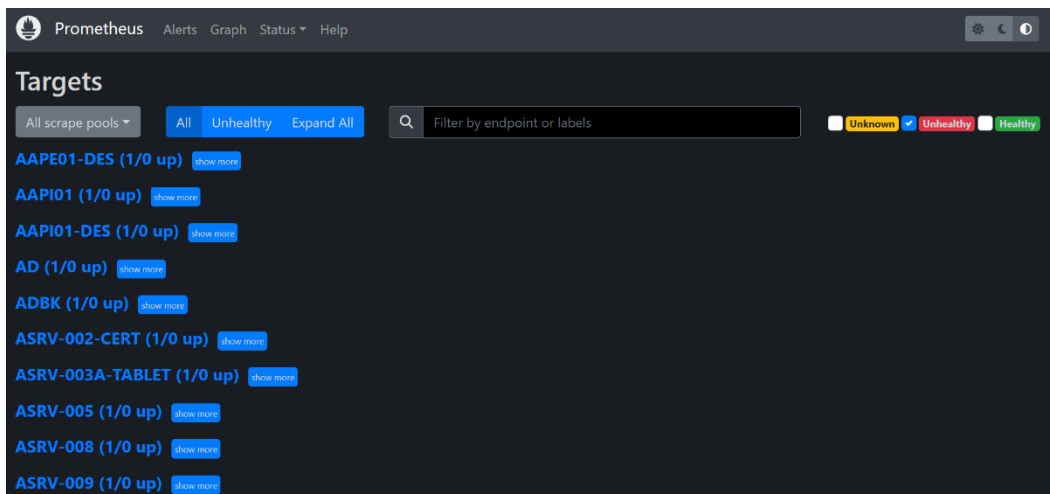 Prometheus Alerts Graph Status Help
Targets
All scrape pools All Unhealthy Expand All Filter by endpoint or labels Unknown Unhealthy Healthy
AAPE01-DES (1/0 up) show more
AAPI01 (1/0 up) show more
AAPI01-DES (1/0 up) show more
AD (1/0 up) show more
ADBK (1/0 up) show more
ASRV-002-CERT (1/0 up) show more
ASRV-003A-TABLET (1/0 up) show more
ASRV-005 (1/0 up) show more
ASRV-008 (1/0 up) show more
ASRV-009 (1/0 up) show more